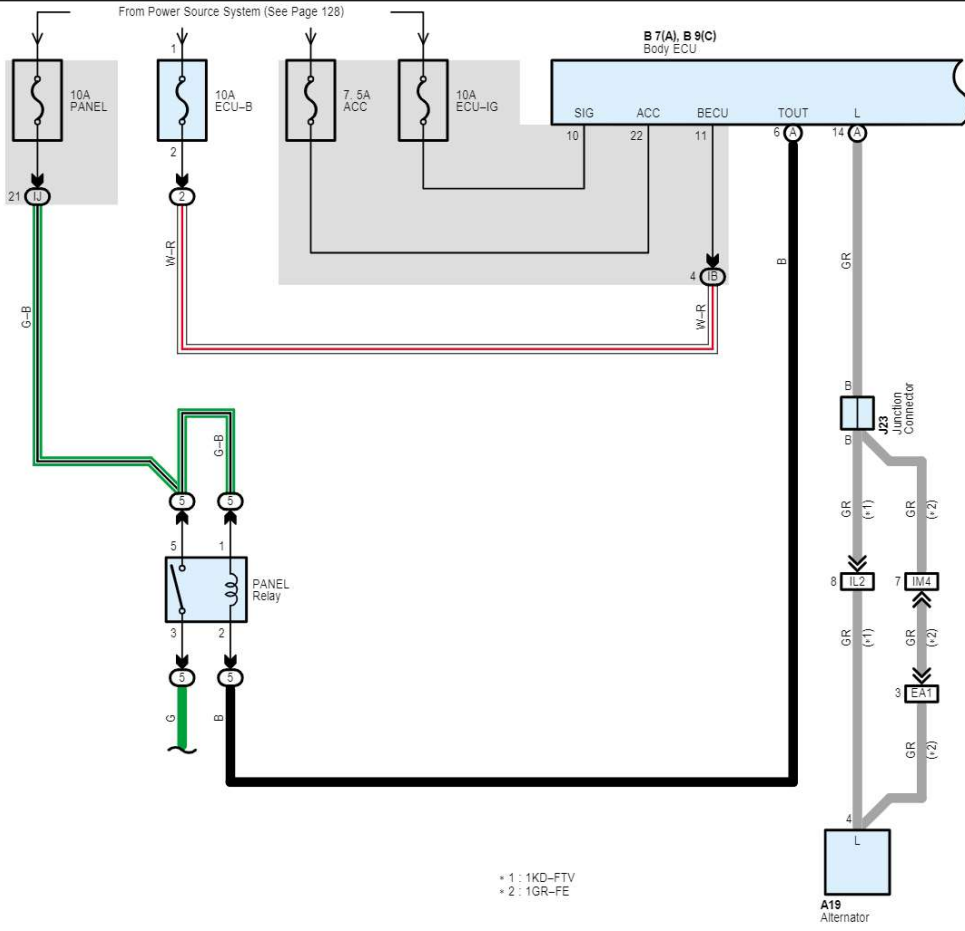 From Power Source System (See Page 128)
B 7(A), B 9(C)
Body ECU
1
10A
PANEL
10A
ECU–B
7. 5A
ACC
10A
ECU–IG
SIG
ACC
BECU
TOUT
L
10
22
11
6
A
14
A
2
21
IJ
2
W–R
4
IB
B
GR
G–B
W–R
B
J23
Junction
Connector
B
G–B
5
5
GR
(*1)
GR
(*2)
5
1
PANEL
Relay
8
IL2
7
IM4
3
2
GR
(*1)
GR
(*2)
5
5
3
EA1
G
B
GR
(*2)
4
L
* 1 : 1KD–FTV
* 2 : 1GR–FE
A19
Alternator